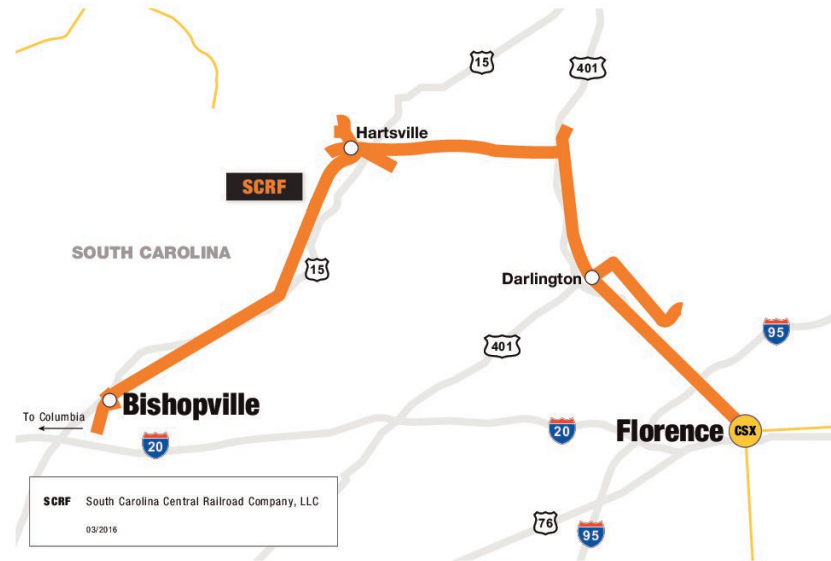 15
401
Hartsville
SCRF
SOUTH CAROLINA
15
Darlington
95
401
To Columbia
Bishopville
20
20
Florence
CSX
SCRF South Carolina Central Railroad Company, LLC
03/2016
76
95